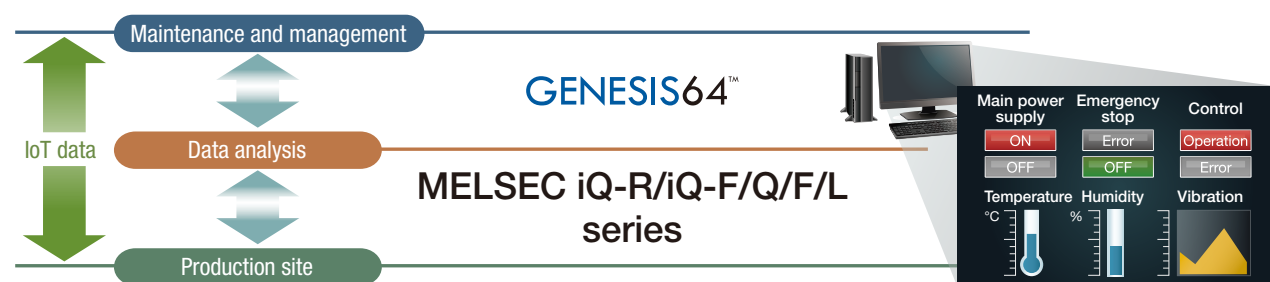 Maintenance and management
GENESIS64™
IoT data
Data analysis
MELSEC iQ-R/iQ-F/Q/F/L
series
Production site
Main power
supply
Emergency
stop
Control
ON
Error
Operation
OFF
OFF
Error
Temperature
Humidity
Vibration
°C
%